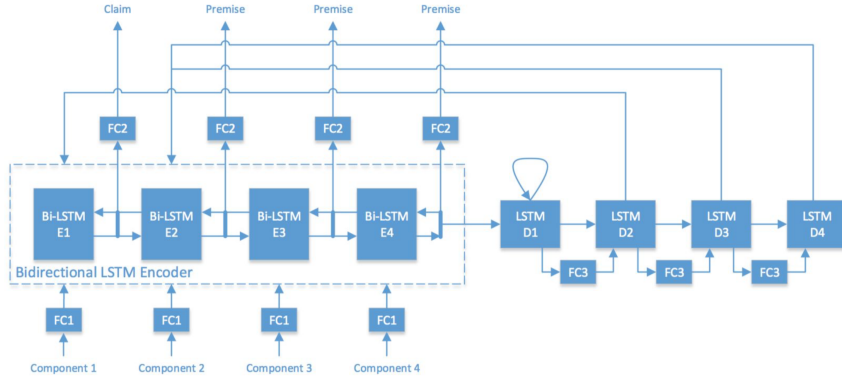 Claim
Premise
Premise
Premise
FC2
FC2
FC2
FC2
Bi-LSTM
E1
Bi-LSTM
E2
Bi-LSTM
E3
Bi-LSTM
E4
LSTM
D1
LSTM
D2
LSTM
D3
LSTM
D4
FC3
FC3
FC3
Bidirectional LSTM Encoder
FC1
FC1
FC1
FC1
Component 1
Component 2
Component 3
Component 4